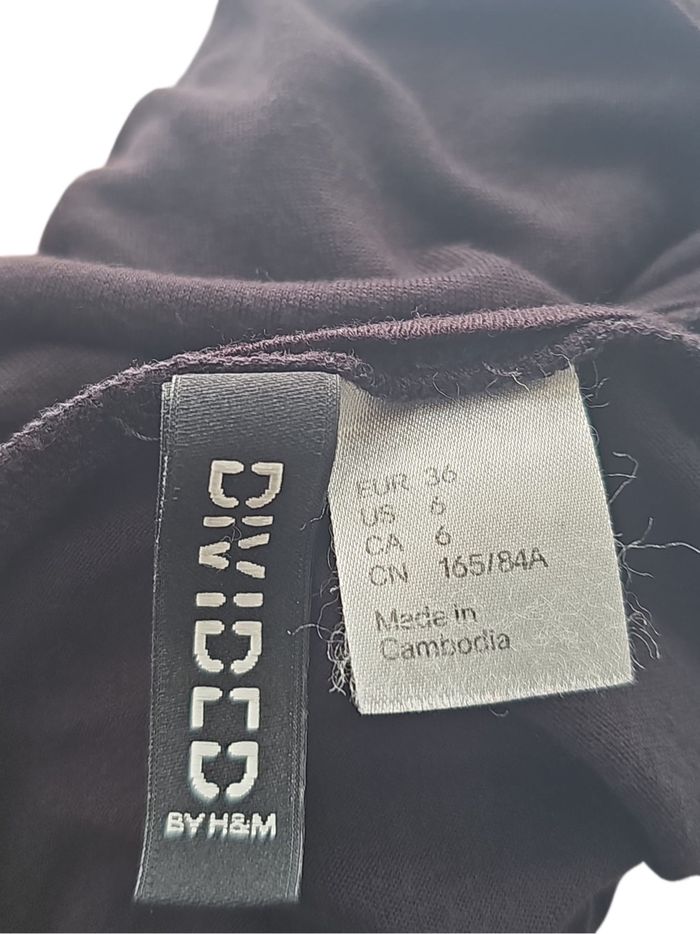 DIVIDED
BY H&M
EUR 36
US 6
CA 6
CN 165/84A
Made in
Cambodia